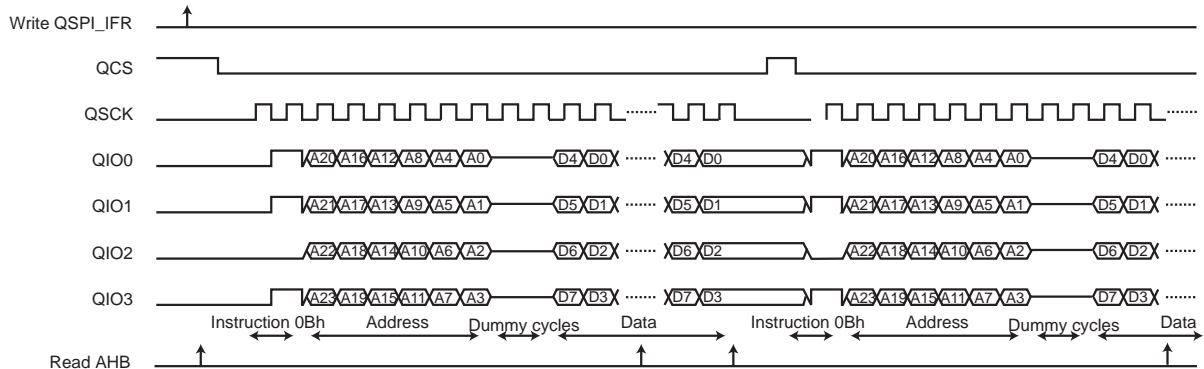 Write QSPI_IFR
QCS
QSCK
QIO0 A20 A16 A12 A8 A4 A0 D4 D0 D4 D0 A20 A16 A12 A8 A4 A0 D4 D0
QIO1 A21 A17 A13 A9 A5 A1 D5 D1 D5 D1 A21 A17 A13 A9 A5 A1 D5 D1
QIO2 A22 A18 A14 A10 A6 A2 D6 D2 D6 D2 A22 A18 A14 A10 A6 A2 D6 D2
QIO3 A23 A19 A15 A11 A7 A3 D7 D3 D7 D3 A23 A19 A15 A11 A7 A3 D7 D3
Instruction 0Bh Address Dummy cycles Data Instruction 0Bh Address Dummy cycles Data
Read AHB